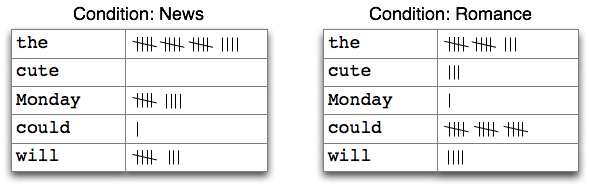 Condition: News
the
cute
Monday
could
will
Condition: Romance
the
cute
Monday
could
will